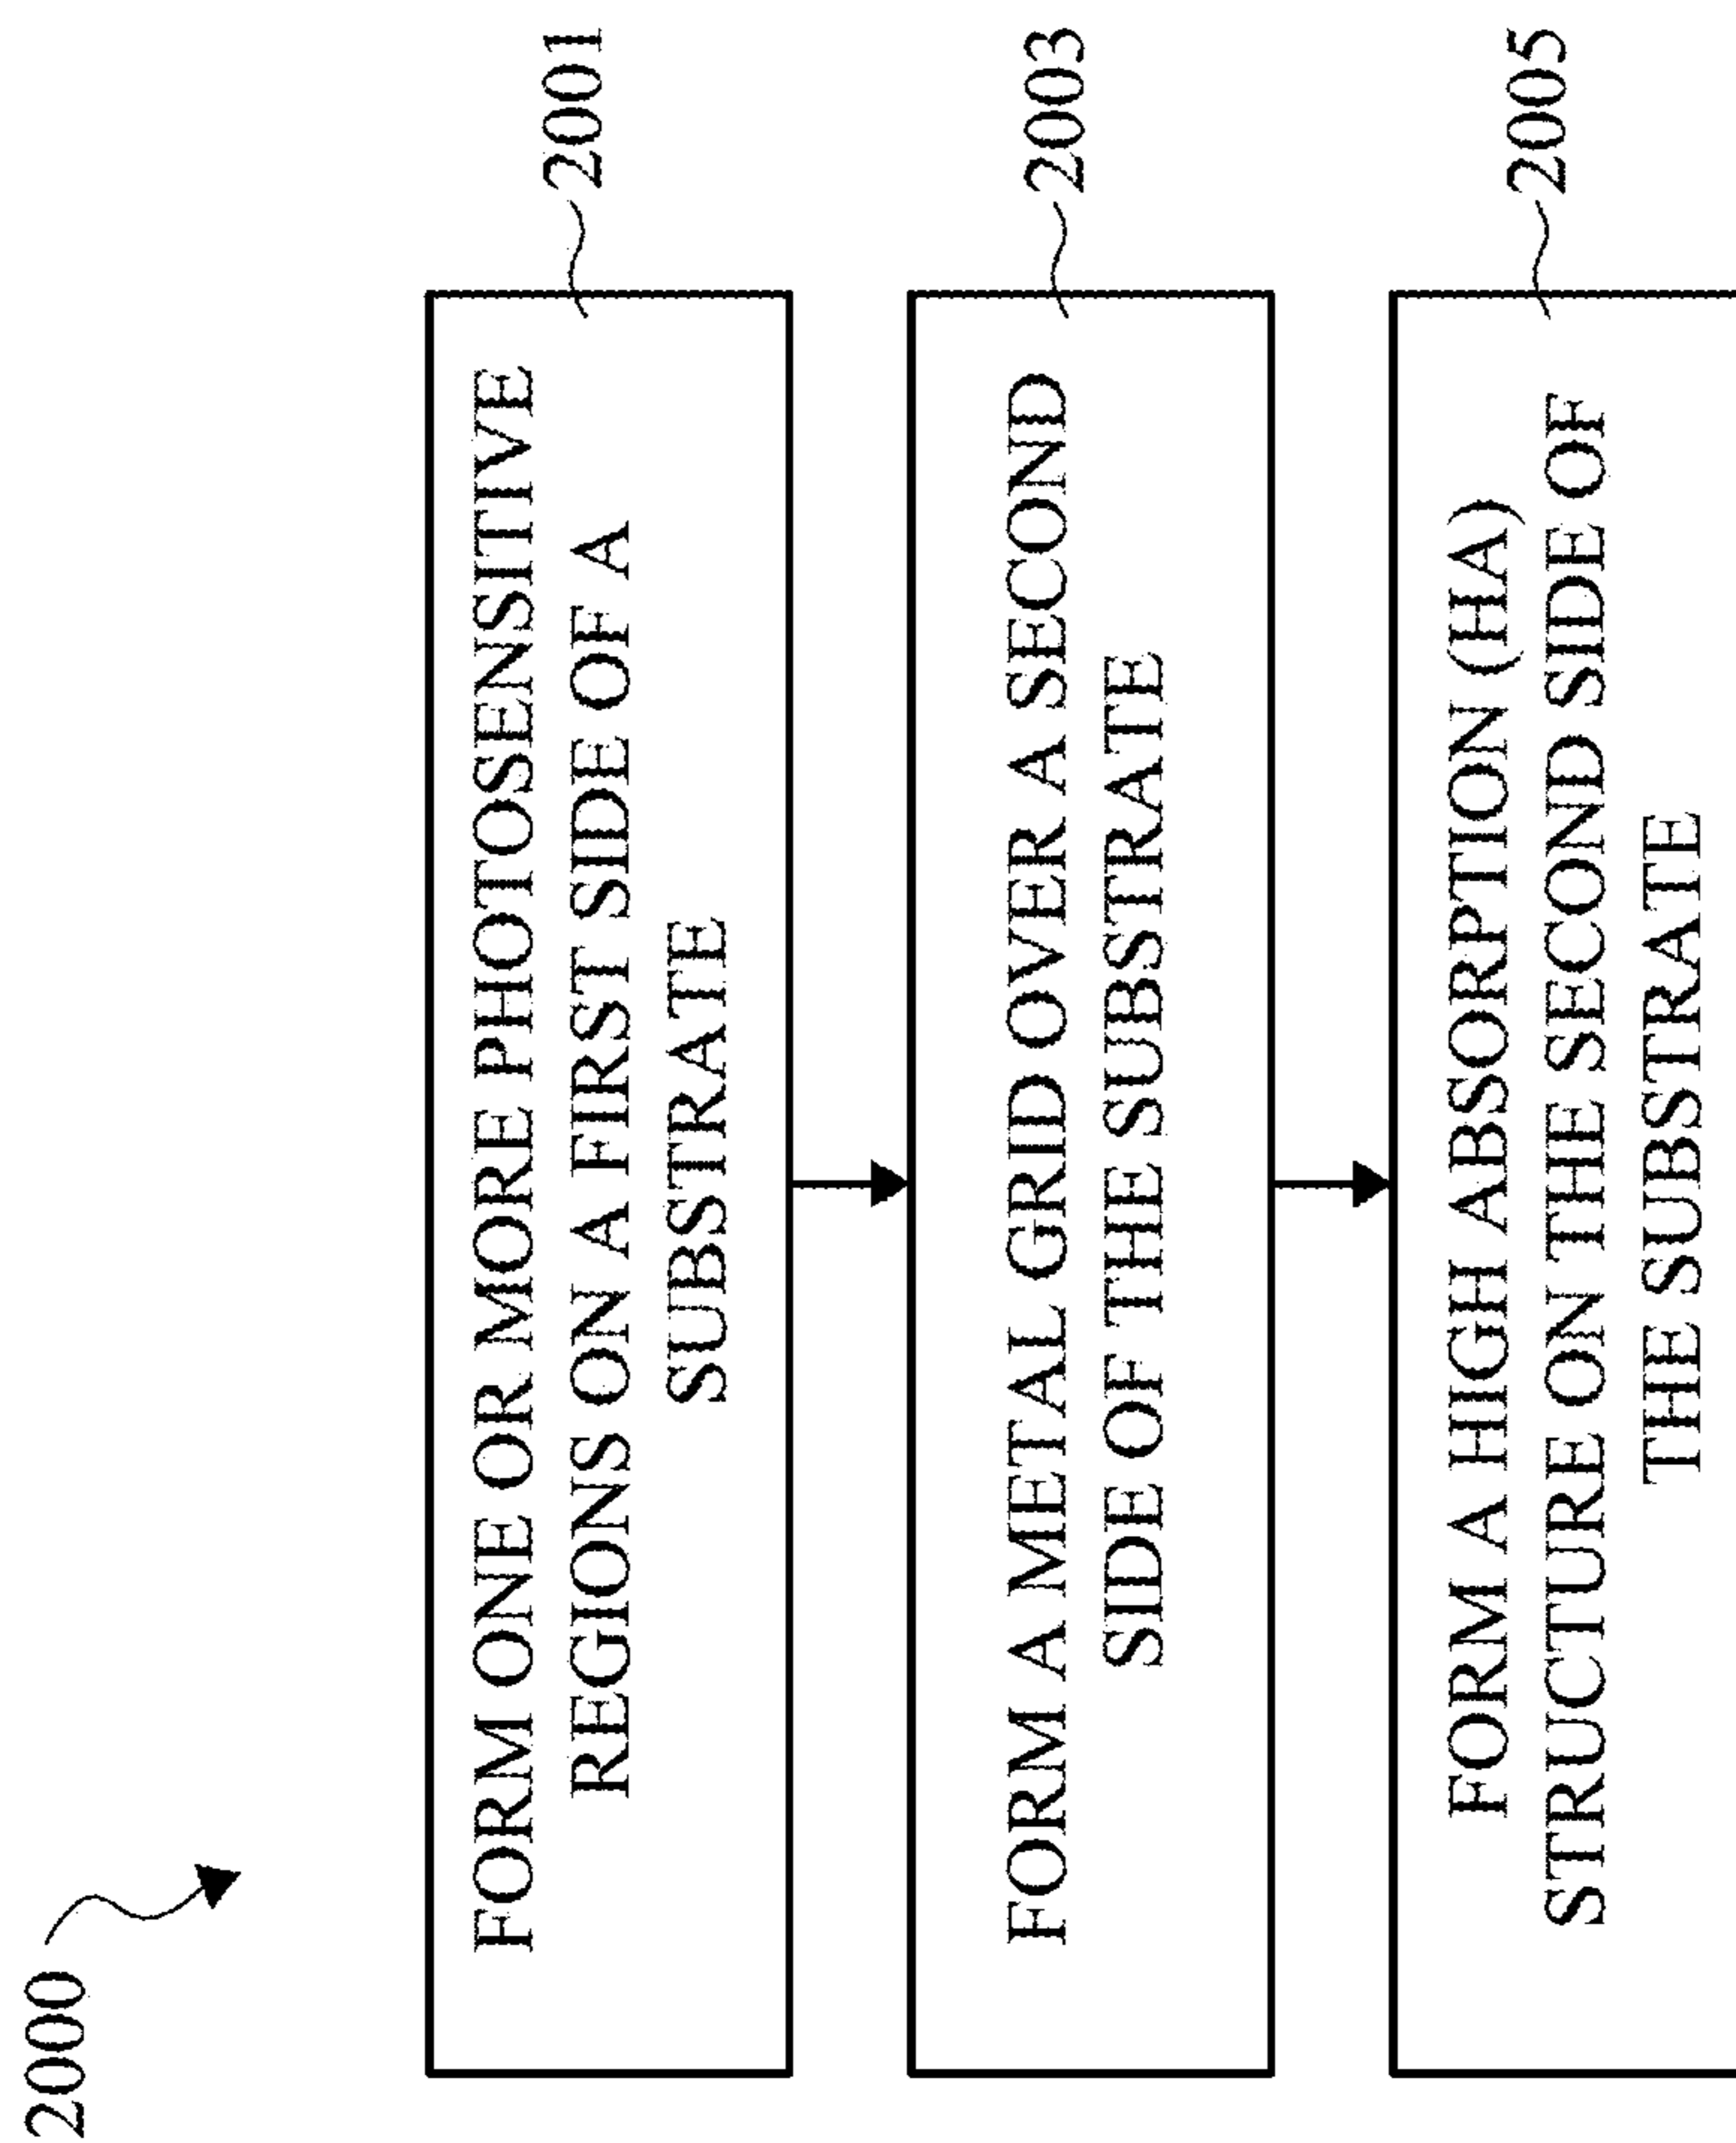 2000
FORM ONE OR MORE PHOTOSENSITIVE
REGIONS ON A FIRST SIDE OF A
SUBSTRATE
2001
FORM A METAL GRID OVER A SECOND
SIDE OF THE SUBSTRATE
2003
FORM A HIGH ABSORPTION (HA)
STRUCTURE ON THE SECOND SIDE OF
THE SUBSTRATE
2005